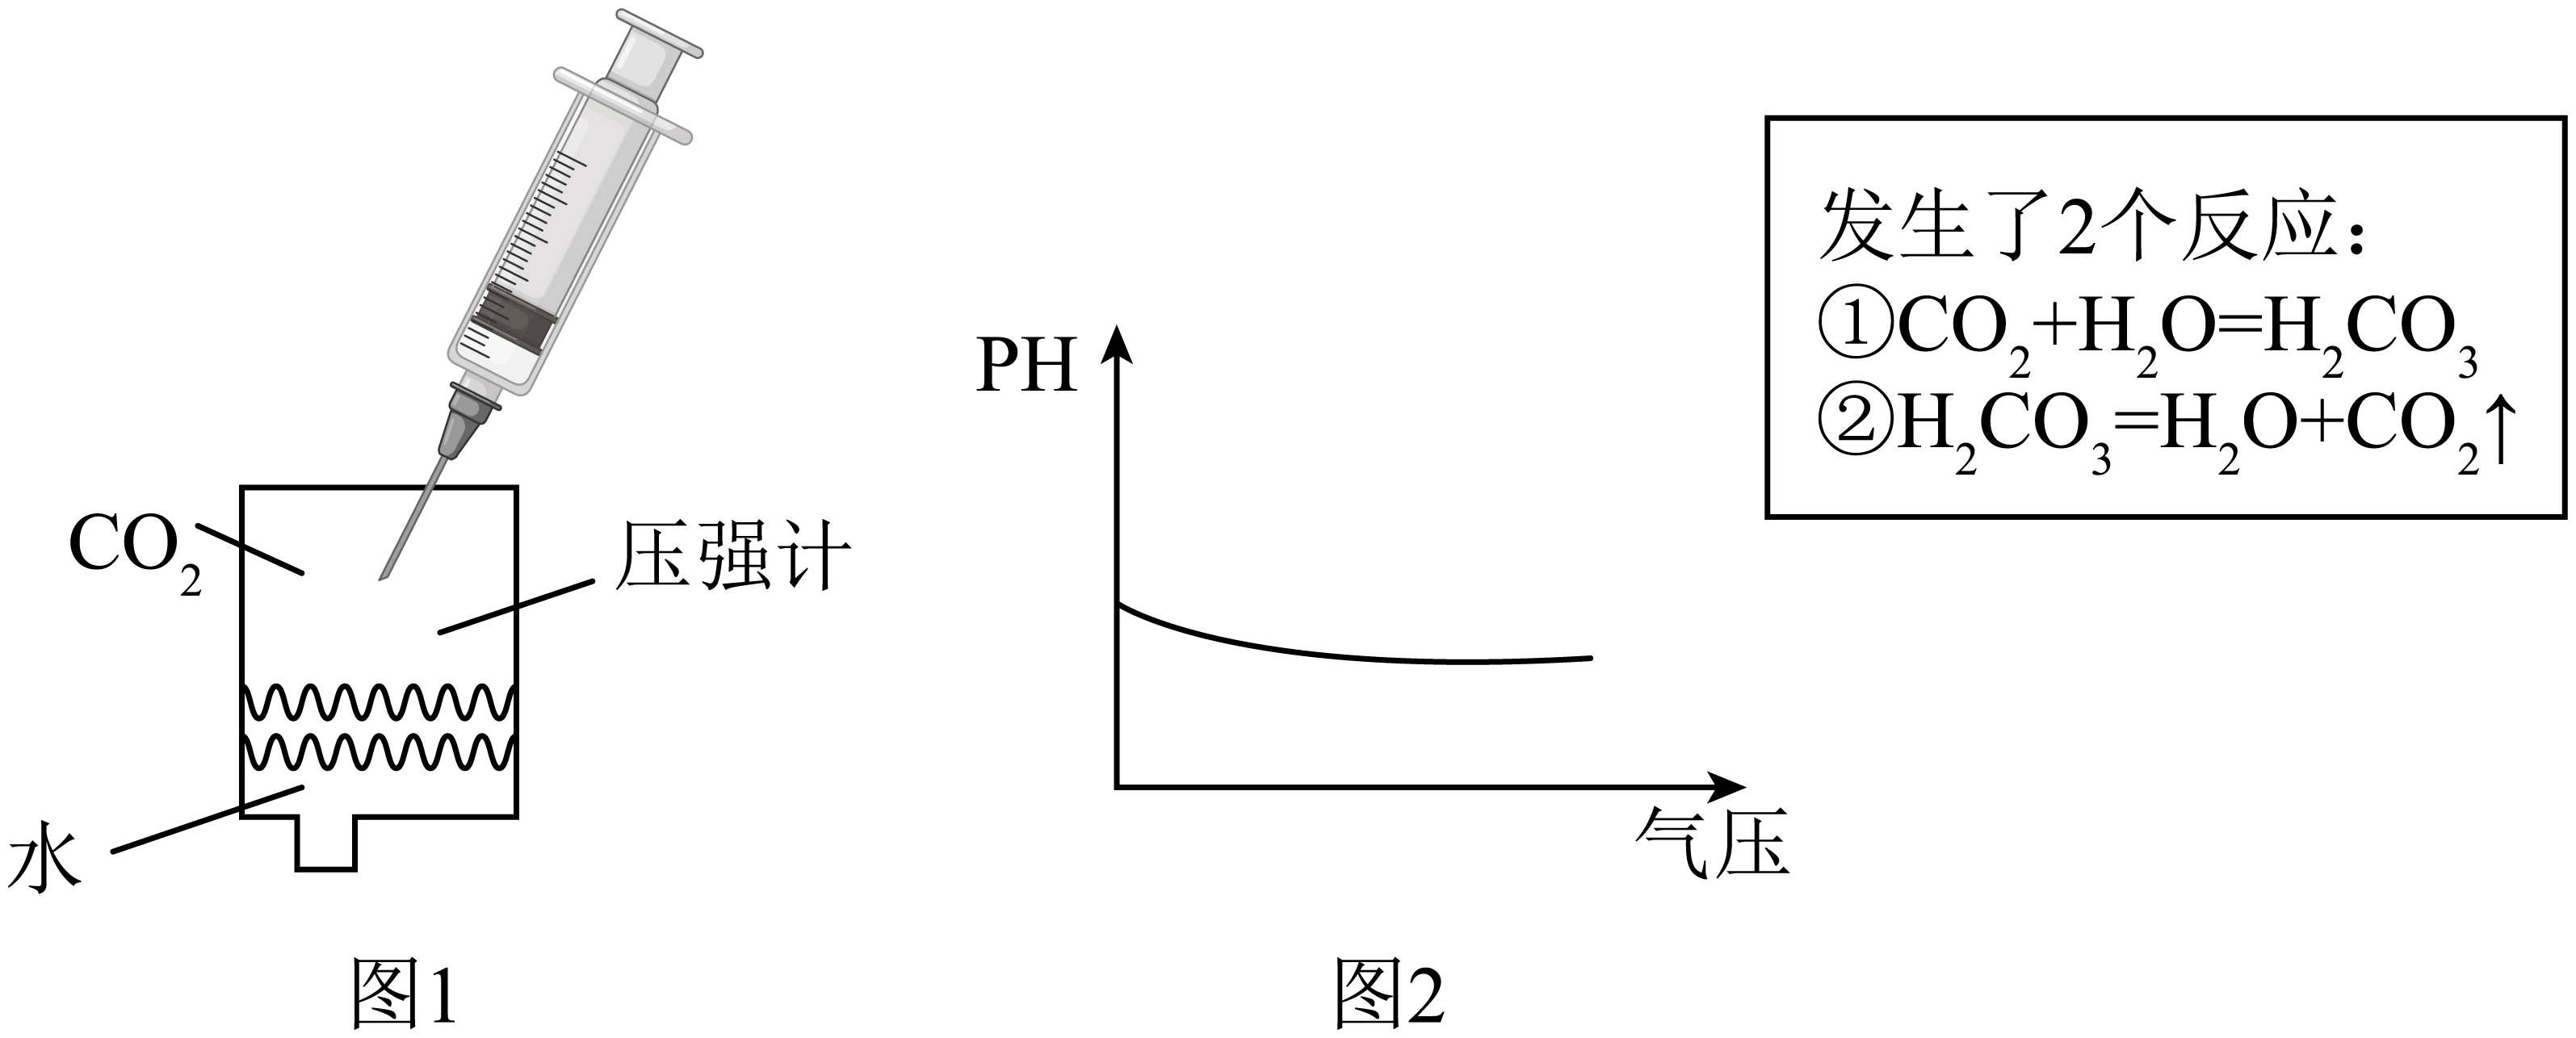 CO₂
压强计
水
图1
PH
气压
图2
发生了2个反应：
①CO₂+H₂O=H₂CO₃
②H₂CO₃=H₂O+CO₂↑